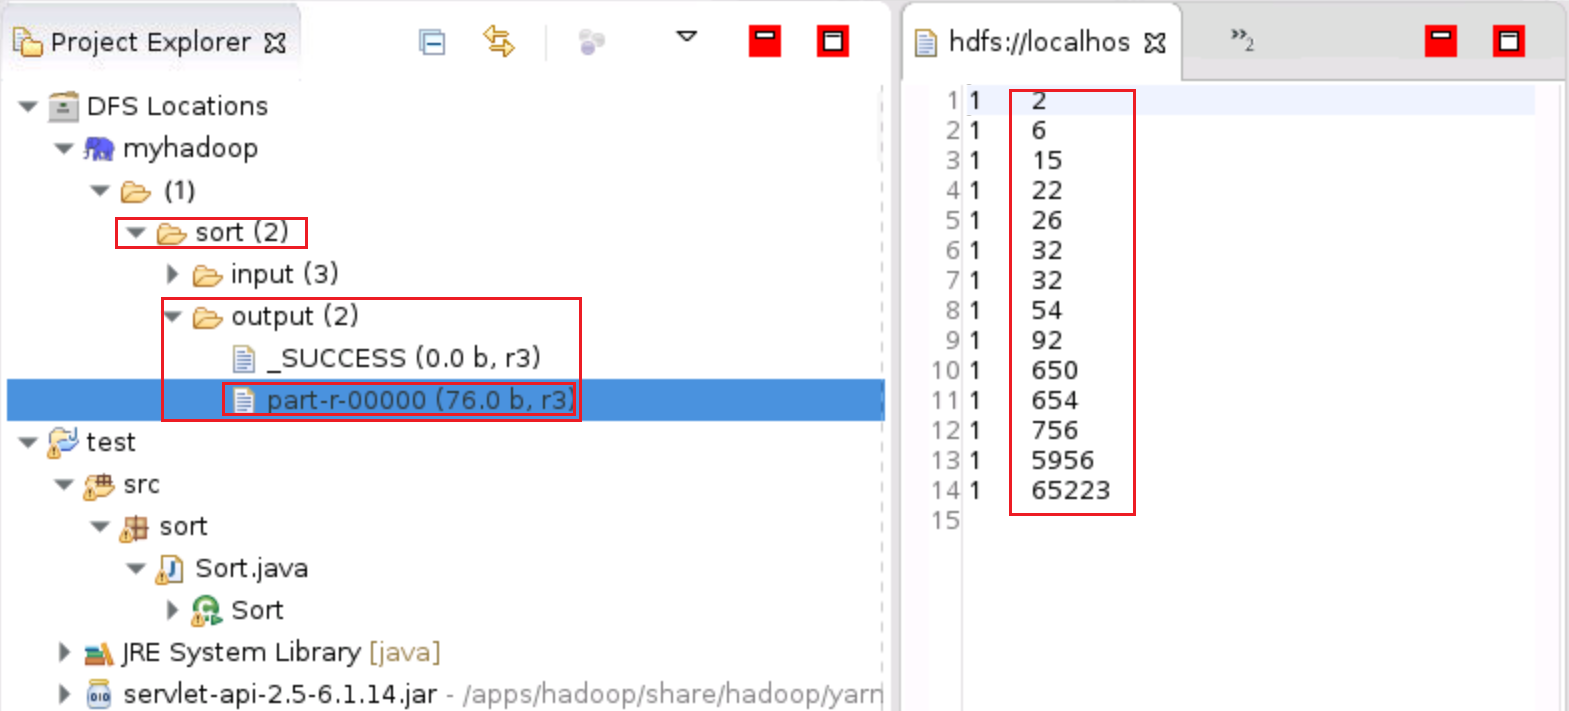 Project Explorer
DFS Locations
myhadoop
(1)
sort (2)
input (3)
output (2)
_SUCCESS (0.0 b, r3)
part-r-00000 (76.0 b, r3)
test
src
sort
Sort.java
Sort
JRE System Library [java]
servlet-api-2.5-6.1.14.jar - /apps/hadoop/share/hadoop/yarn
hdfs://localhos
»2
1 1 2
2 1 6
3 1 15
4 1 22
5 1 26
6 1 32
7 1 32
8 1 54
9 1 92
10 1 650
11 1 654
12 1 756
13 1 5956
14 1 65223
15